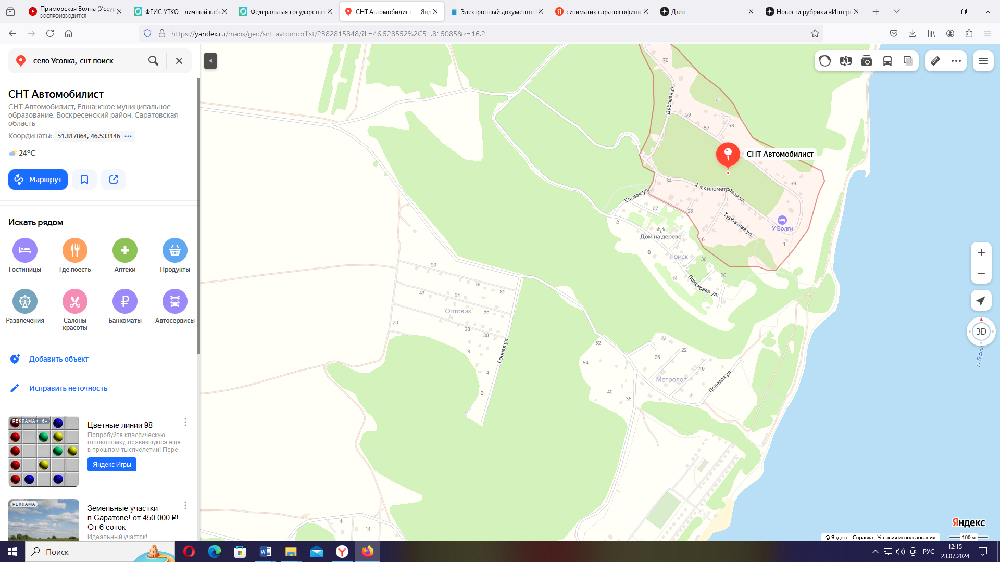 Приморская Волна (Уссур
ВОСПРОИЗВОДИТСЯ
ФГИС УТКО - личный каб
Федеральная государстве
СНТ Автомобилист — Янд
Электронный документоо
ситиматик саратов офиц
Дзен
Новости рубрики «Интере
https://yandex.ru/maps/geo/snt_avtomobilist/2382815848/?ll=46.528552%2C51.815085&z=16.2
село Усовка, снт поиск
СНТ Автомобилист
СНТ Автомобилист, Елшанское муниципальное
образование, Воскресенский район, Саратовская
область
Координаты: 51.817864, 46.533146
24°C
Маршрут
Искать рядом
Гостиницы
Где поесть
Аптеки
Продукты
Развлечения
Салоны
красоты
Банкоматы
Автосервисы
Добавить объект
Исправить неточность
РЕКЛАМА • 16+
Цветные линии 98
Попробуйте классическую
головоломку, появившуюся еще
в прошлом тысячелетии! Пере
Яндекс Игры
РЕКЛАМА
Земельные участки
в Саратове! от 450.000 ₽!
От 6 соток
Идеальный участок!
70
61
Дубовая ул.
59
57
53
СНТ Автомобилист
34
2-я Километровая ул.
39
Еловая ул.
67
25
Турбазная ул.
У Волги
2
Дом на дереве
16
1
8
Поиск
36
14
26
Поисковая ул.
90
78
81
47
64
Оптовик
55
20
28
30
9
Горная ул.
4
3
1
52
72
54
25
22
10
Метролог
Полевая ул.
40
36
1
1
11
3D
р. Тереш
Яндекс
© Яндекс Справка Условия использования
100 м
Поиск
РУС
12:15
23.07.2024